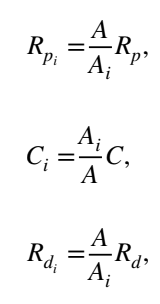 $R_{p_i} = \frac{A}{A_i} R_p,$
$C_i = \frac{A_i}{A} C,$
$R_{d_i} = \frac{A}{A_i} R_d,$